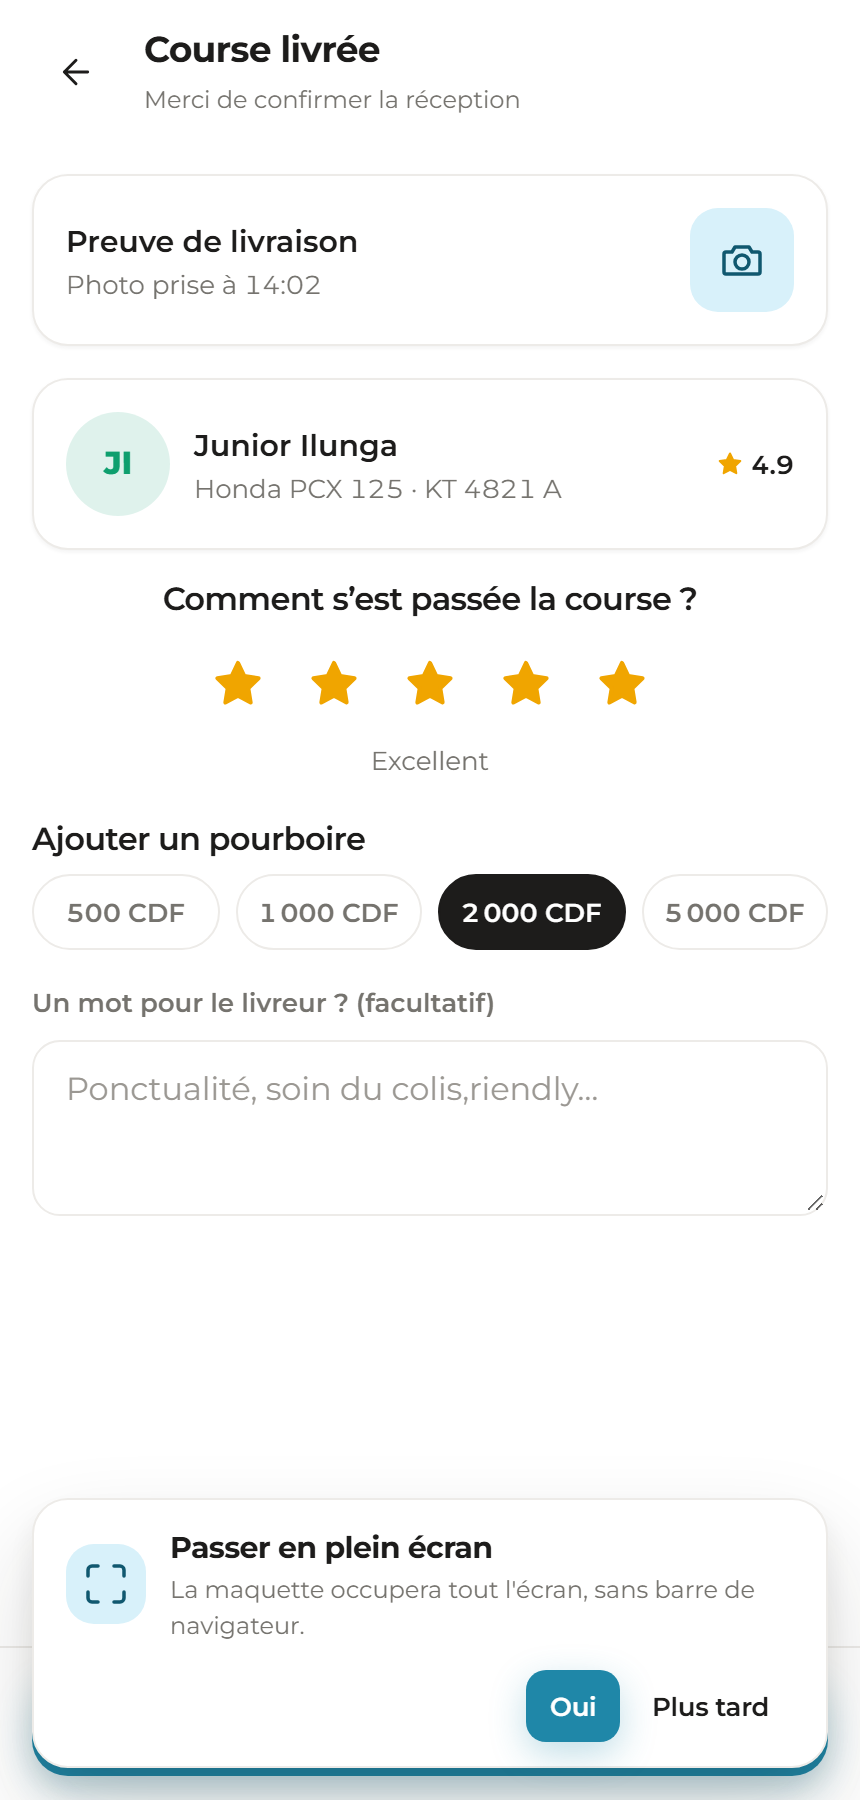 Course livrée
Merci de confirmer la réception
Preuve de livraison
Photo prise à 14:02
JI
Junior Ilunga
Honda PCX 125 · KT 4821 A
4.9
Comment s’est passée la course ?
Excellent
Ajouter un pourboire
500 CDF
1 000 CDF
2 000 CDF
5 000 CDF
Un mot pour le livreur ? (facultatif)
Ponctualité, soin du colis,riendly...
Passer en plein écran
La maquette occupera tout l'écran, sans barre de
navigateur.
Oui
Plus tard